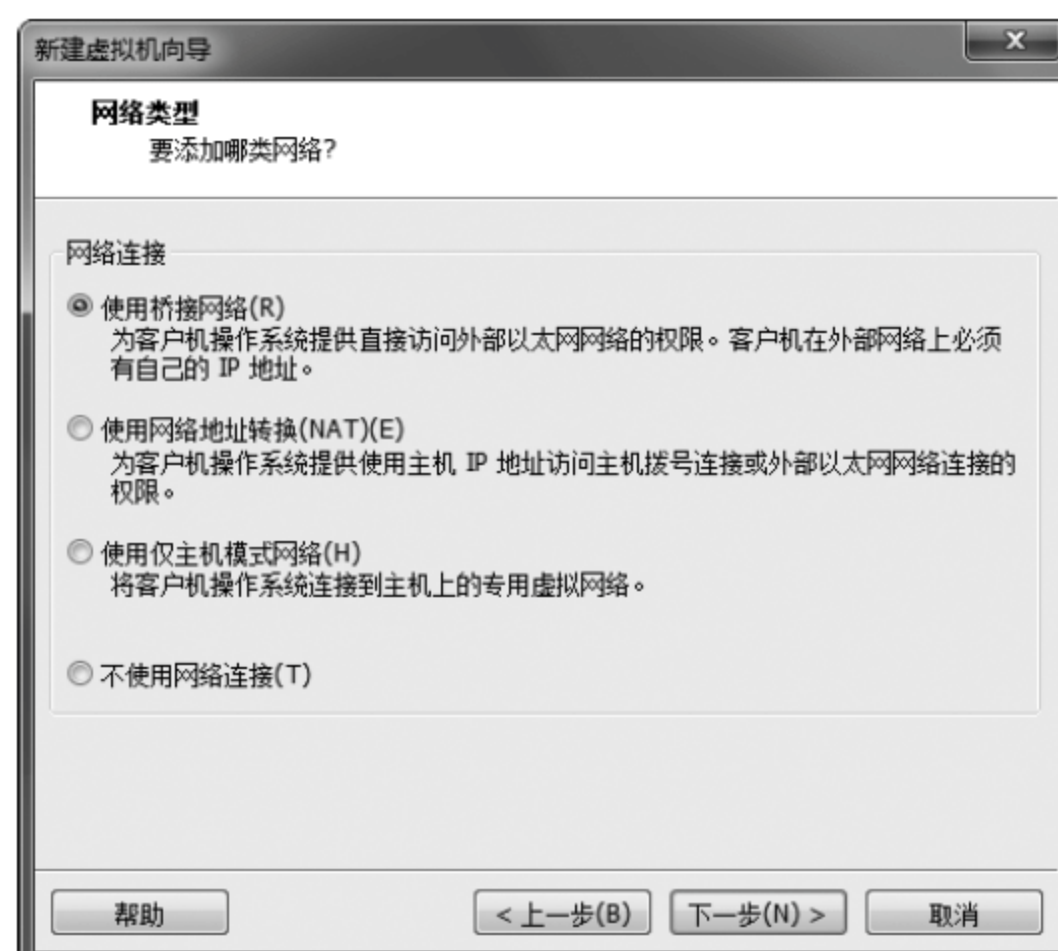 新建虚拟机向导
网络类型
要添加哪类网络?
网络连接
使用桥接网络(R)
为客户机操作系统提供直接访问外部以太网网络的权限。客户机在外部网络上必须
有自己的 IP 地址。
使用网络地址转换(NAT)(E)
为客户机操作系统提供使用主机 IP 地址访问主机拨号连接或外部以太网网络连接的
权限。
使用仅主机模式网络(H)
将客户机操作系统连接到主机上的专用虚拟网络。
不使用网络连接(T)
帮助 < 上一步(B) 下一步(N) > 取消